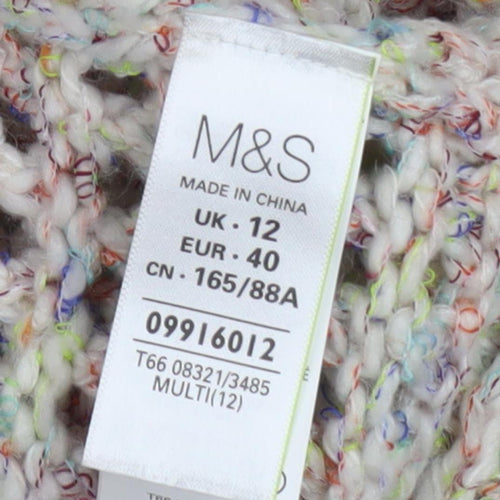 M&S
MADE IN CHINA
UK · 12
EUR · 40
CN · 165/88A
09916012
T66 08321/3485
MULTI(12)